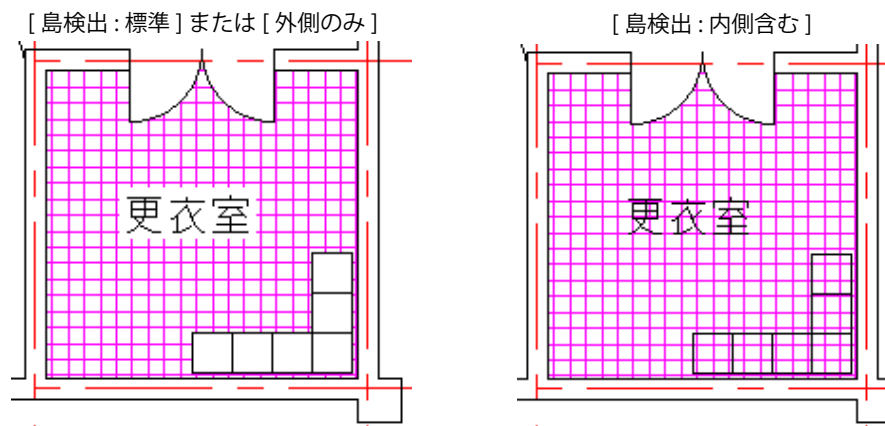 [ 島検出 : 標準 ] または [ 外側のみ ]
[ 島検出 : 内側含む ]
更衣室
更衣室